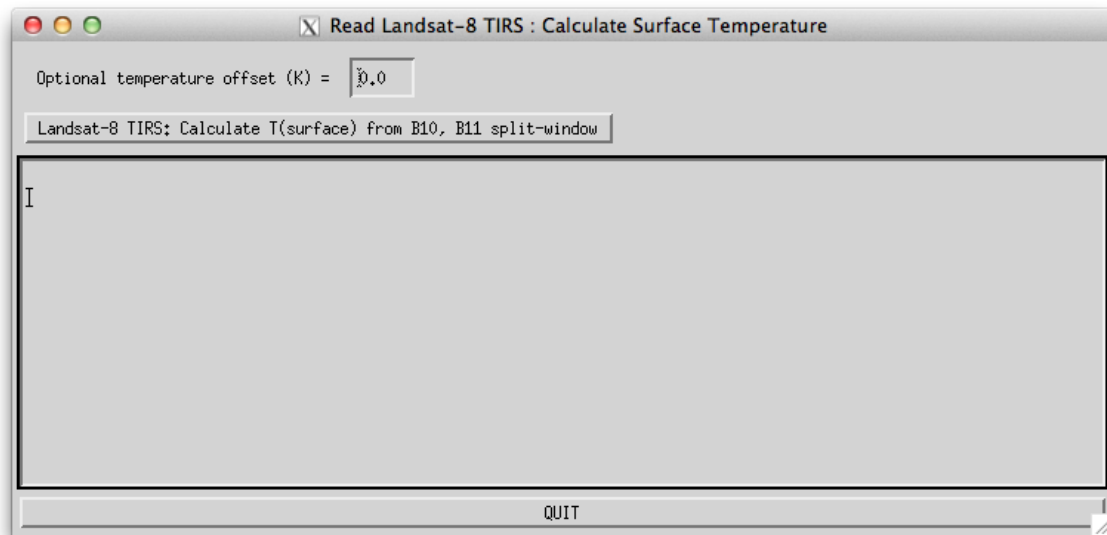 Read Landsat-8 TIRS : Calculate Surface Temperature
Optional temperature offset (K) = 0.0
Landsat-8 TIRS: Calculate T(surface) from B10, B11 split-window
QUIT